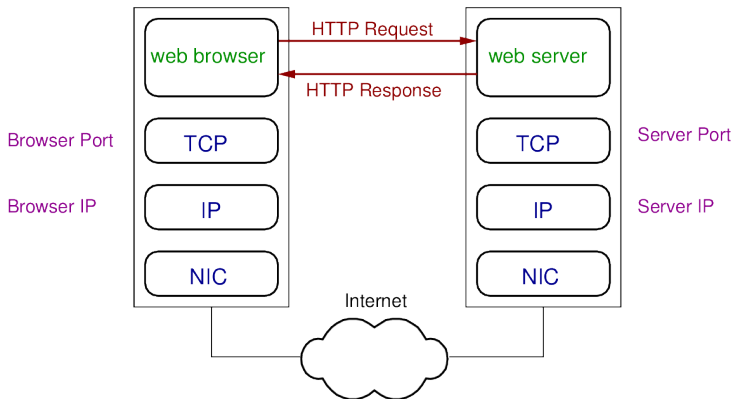 HTTP Request
web browser
web server
HTTP Response
Browser Port
TCP
TCP
Server Port
Browser IP
IP
IP
Server IP
NIC
NIC
Internet